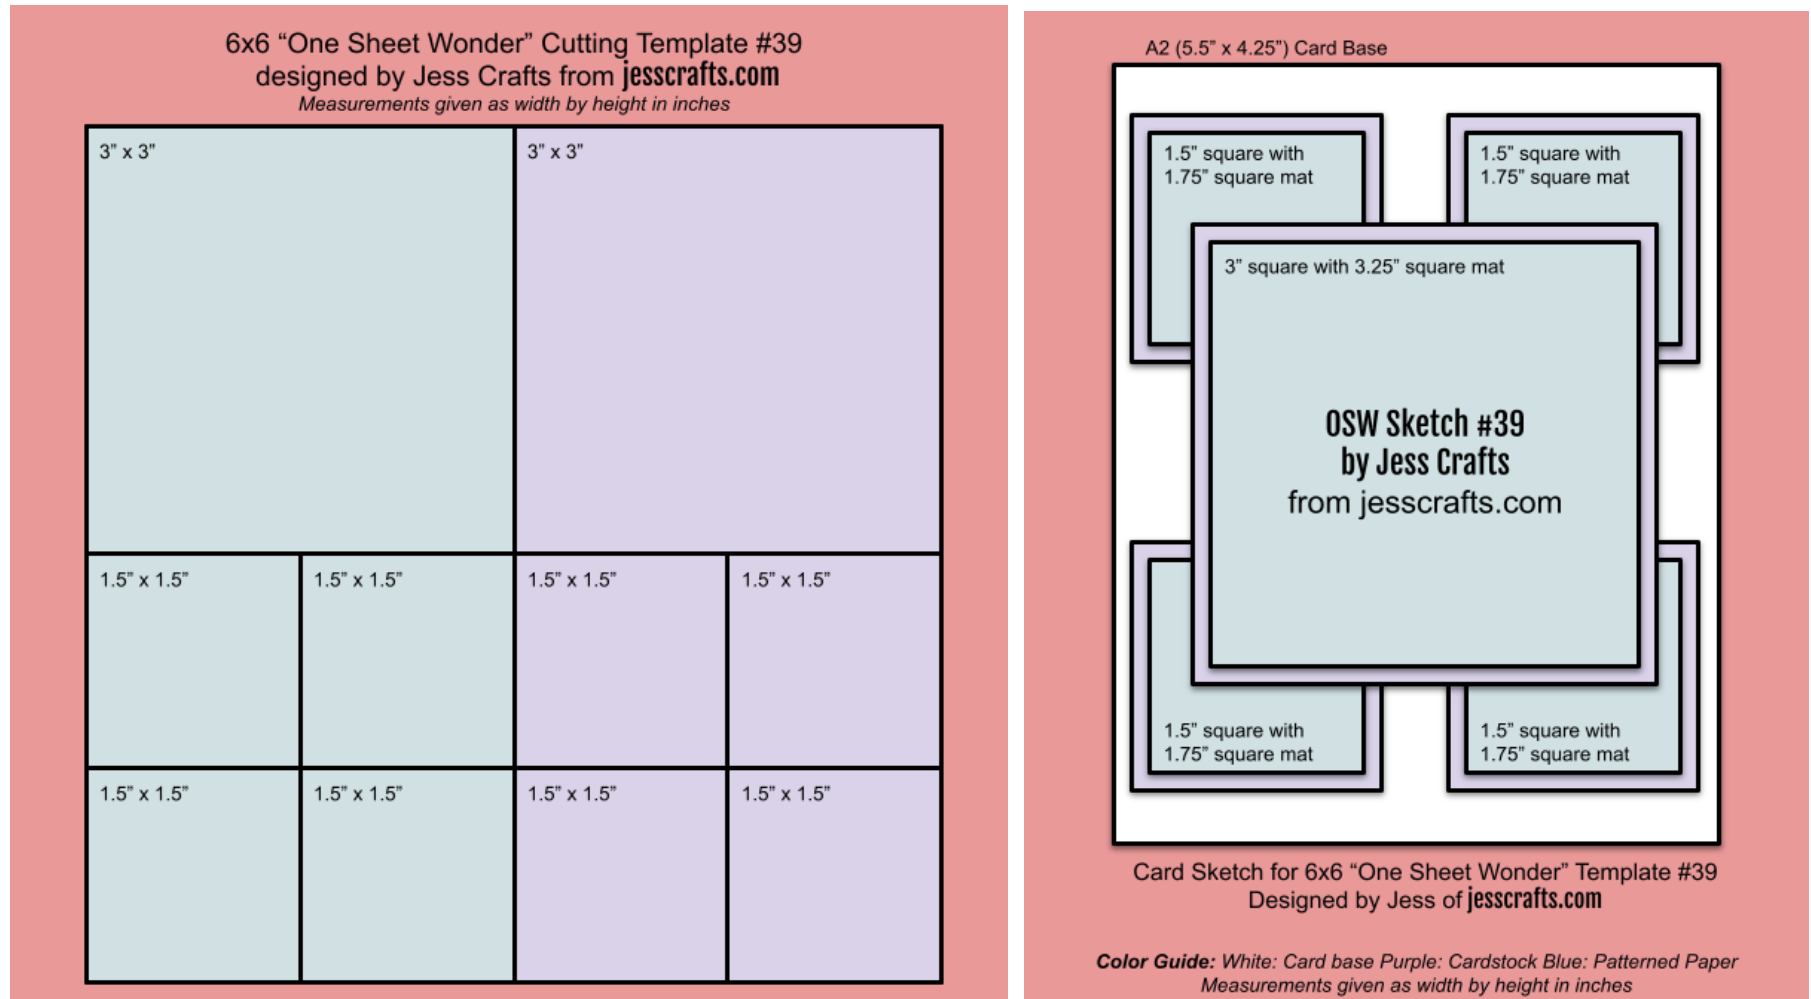 6x6 “One Sheet Wonder” Cutting Template #39
designed by Jess Crafts from jesscrafts.com
Measurements given as width by height in inches
3” x 3”
3” x 3”
1.5” x 1.5”
1.5” x 1.5”
1.5” x 1.5”
1.5” x 1.5”
1.5” x 1.5”
1.5” x 1.5”
1.5” x 1.5”
1.5” x 1.5”
A2 (5.5” x 4.25”) Card Base
1.5” square with
1.75” square mat
1.5” square with
1.75” square mat
3” square with 3.25” square mat
OSW Sketch #39
by Jess Crafts
from jesscrafts.com
1.5” square with
1.75” square mat
1.5” square with
1.75” square mat
Card Sketch for 6x6 “One Sheet Wonder” Template #39
Designed by Jess of jesscrafts.com
Color Guide: White: Card base Purple: Cardstock Blue: Patterned Paper
Measurements given as width by height in inches